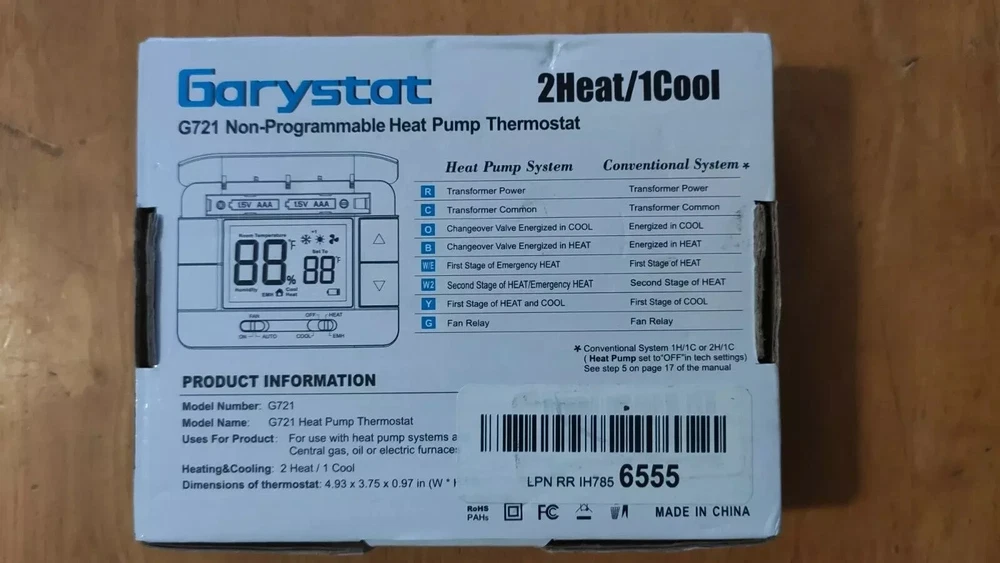 Garystat
2Heat/1Cool
G721 Non-Programmable Heat Pump Thermostat
1.5V AAA 1.5V AAA
Room Temperature
88 °F
Set To
88 °F
%
Humidity
EMH Cool
Heat
FAN
ON AUTO
OFF HEAT
COOL EMH
Heat Pump System Conventional System *
R Transformer Power Transformer Power
C Transformer Common Transformer Common
O Changeover Valve Energized in COOL Energized in COOL
B Changeover Valve Energized in HEAT Energized in HEAT
W/E First Stage of Emergency HEAT First Stage of HEAT
W2 Second Stage of HEAT/Emergency HEAT Second Stage of HEAT
Y First Stage of HEAT and COOL First Stage of COOL
G Fan Relay Fan Relay
* Conventional System 1H/1C or 2H/1C
( Heat Pump set to"OFF"in tech settings)
See step 5 on page 17 of the manual
PRODUCT INFORMATION
Model Number: G721
Model Name: G721 Heat Pump Thermostat
Uses For Product: For use with heat pump systems
Central gas, oil or electric
Heating&Cooling: 2 Heat / 1 Cool
Dimensions of thermostat: 4.93 x 3.75 x 0.97 in (W *
LPN RR IH785 6555
RoHS
PAHs
FC
MADE IN CHINA